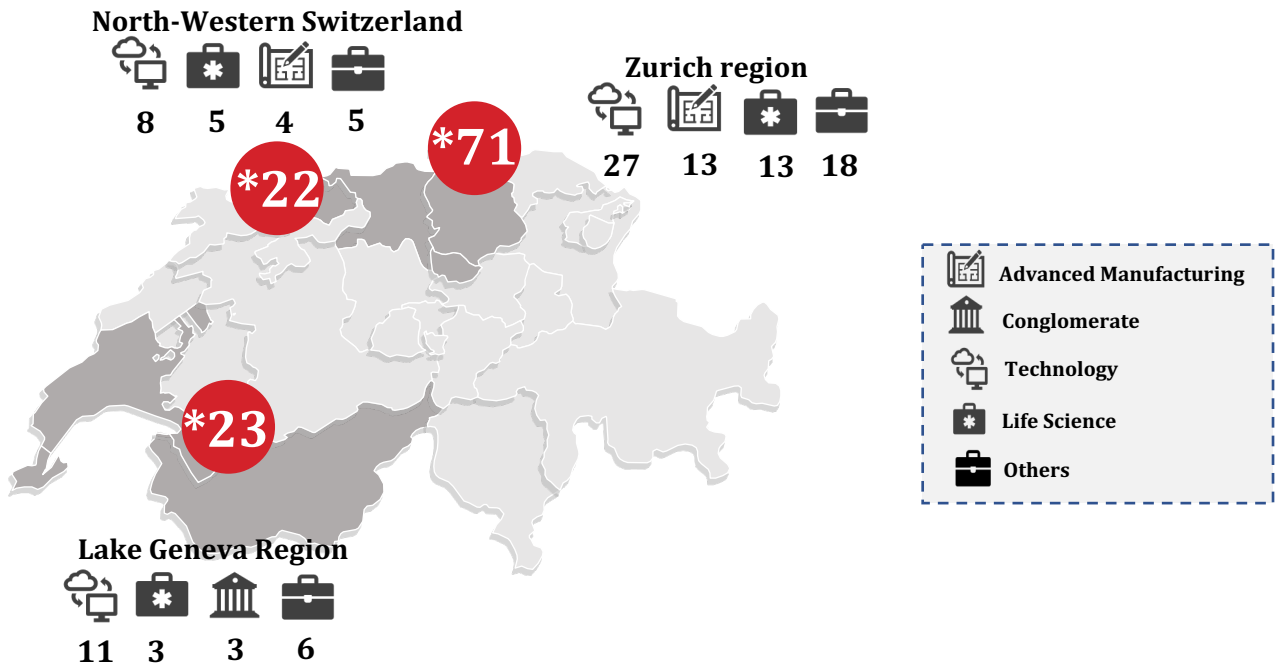 North-Western Switzerland
8 5 4 5
Zurich region
27 13 13 18
*71
*22
*23
Advanced Manufacturing
Conglomerate
Technology
Life Science
Others
Lake Geneva Region
11 3 3 6